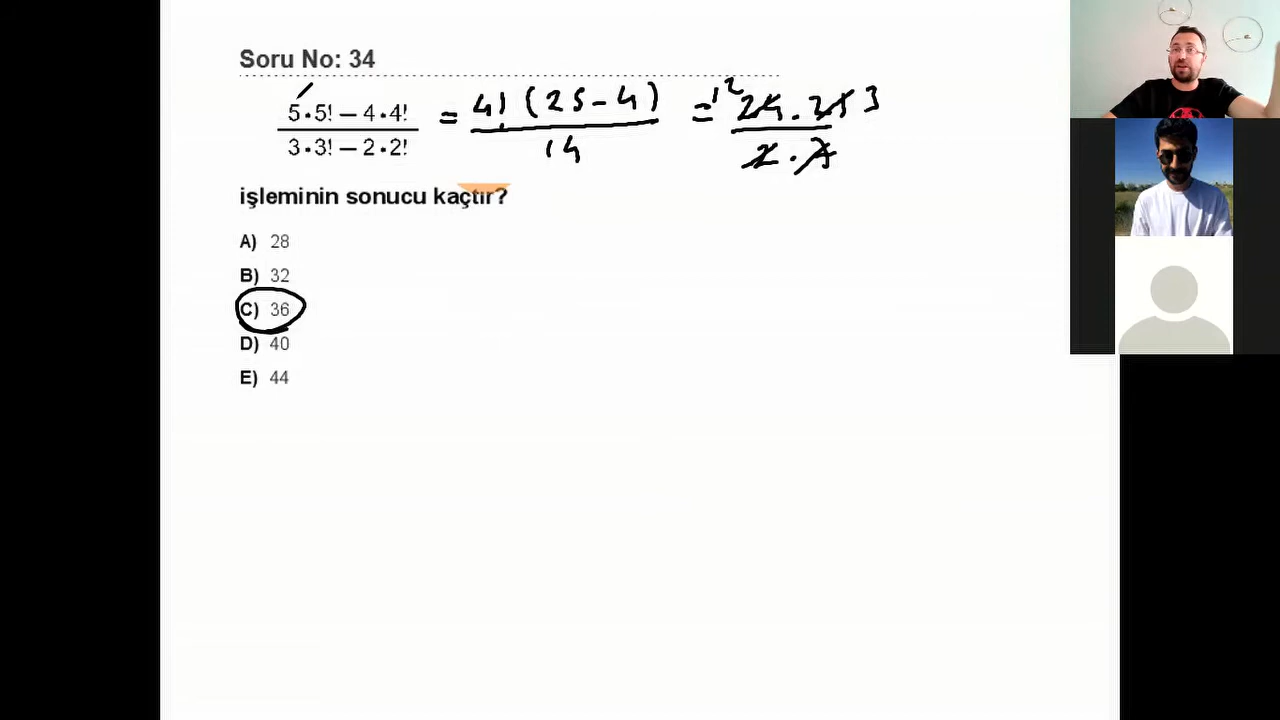 Soru No: 34
5•5! – 4•4! / 3•3! – 2•2! = 4! (25-4) / 14 = 12 24 . 21 3 / 2 . 7
işleminin sonucu kaçtır?
A) 28
B) 32
C) 36
D) 40
E) 44